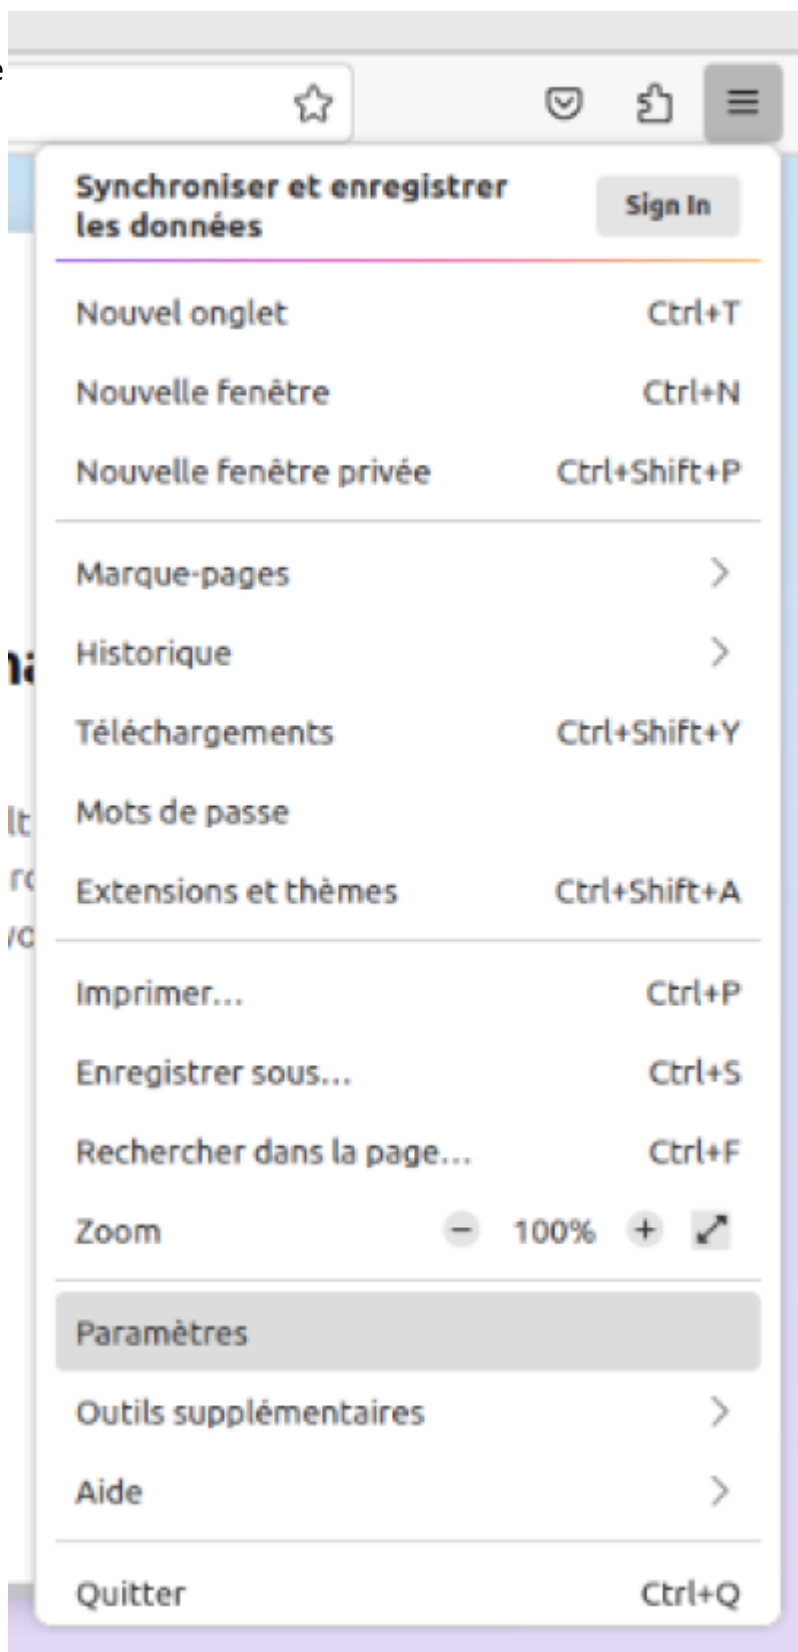 e
Synchroniser et enregistrer
les données
Sign In
Nouvel onglet Ctrl+T
Nouvelle fenêtre Ctrl+N
Nouvelle fenêtre privée Ctrl+Shift+P
Marque-pages
Historique
Téléchargements Ctrl+Shift+Y
Mots de passe
Extensions et thèmes Ctrl+Shift+A
Imprimer… Ctrl+P
Enregistrer sous… Ctrl+S
Rechercher dans la page… Ctrl+F
Zoom − 100% +
Paramètres
Outils supplémentaires
Aide
Quitter Ctrl+Q